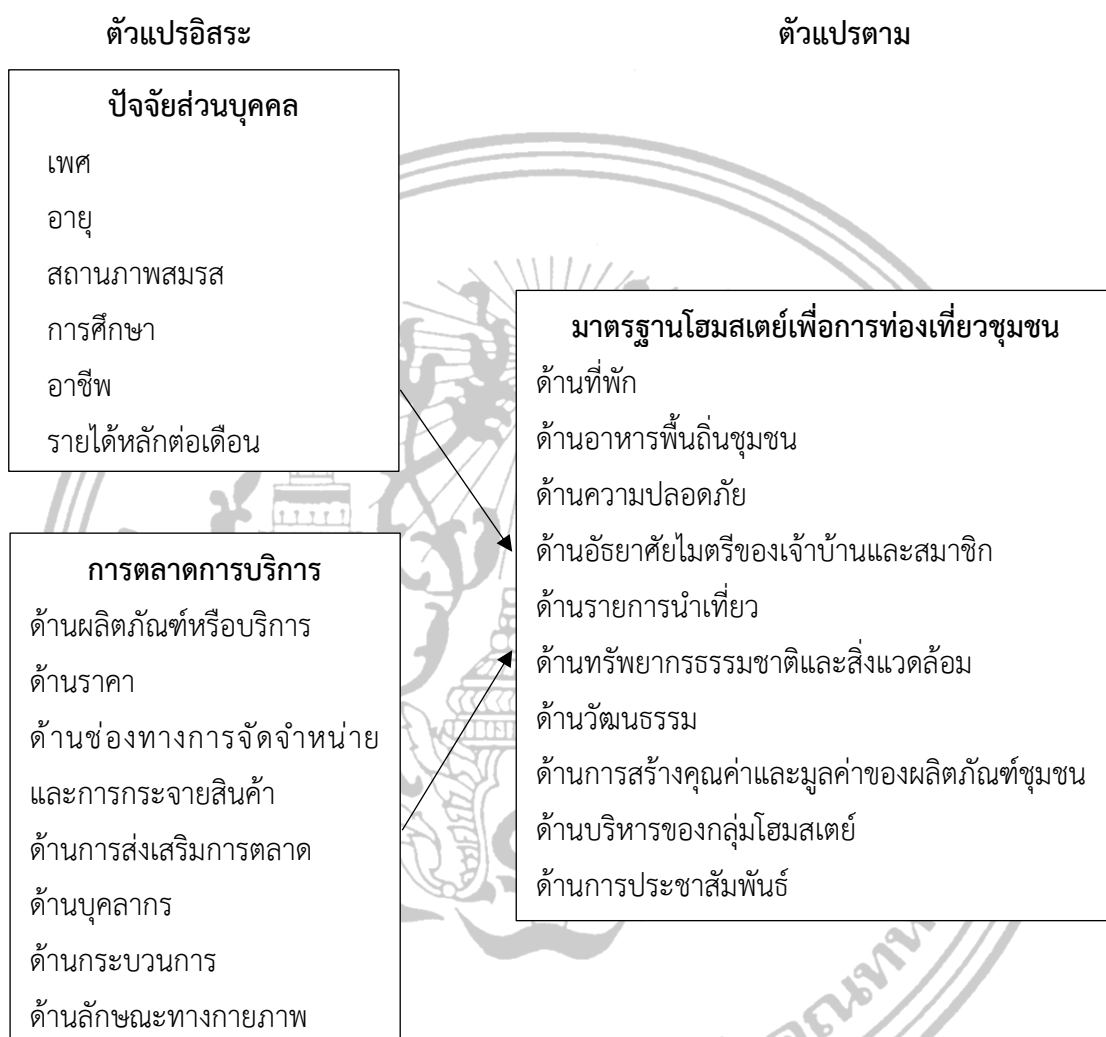 ตัวแปรอิสระ
ตัวแปรตาม
ปัจจัยส่วนบุคคล
เพศ
อายุ
สถานภาพสมรส
การศึกษา
อาชีพ
รายได้หลักต่อเดือน
การตลาดการบริการ
ด้านผลิตภัณฑ์หรือบริการ
ด้านราคา
ด้านช่องทางการจัดจำหน่าย
และการกระจายสินค้า
ด้านการส่งเสริมการตลาด
ด้านบุคลากร
ด้านกระบวนการ
ด้านลักษณะทางกายภาพ
มาตรฐานโฮมสเตย์เพื่อการท่องเที่ยวชุมชน
ด้านที่พัก
ด้านอาหารพื้นถิ่นชุมชน
ด้านความปลอดภัย
ด้านอัธยาศัยไมตรีของเจ้าบ้านและสมาชิก
ด้านรายการนำเที่ยว
ด้านทรัพยากรธรรมชาติและสิ่งแวดล้อม
ด้านวัฒนธรรม
ด้านการสร้างคุณค่าและมูลค่าของผลิตภัณฑ์ชุมชน
ด้านบริหารของกลุ่มโฮมสเตย์
ด้านการประชาสัมพันธ์